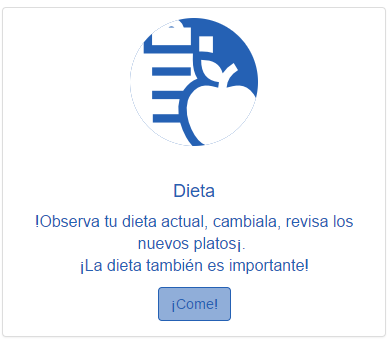 Dieta
!Observa tu dieta actual, cambiala, revisa los
nuevos platos¡.
¡La dieta también es importante!
¡Come!